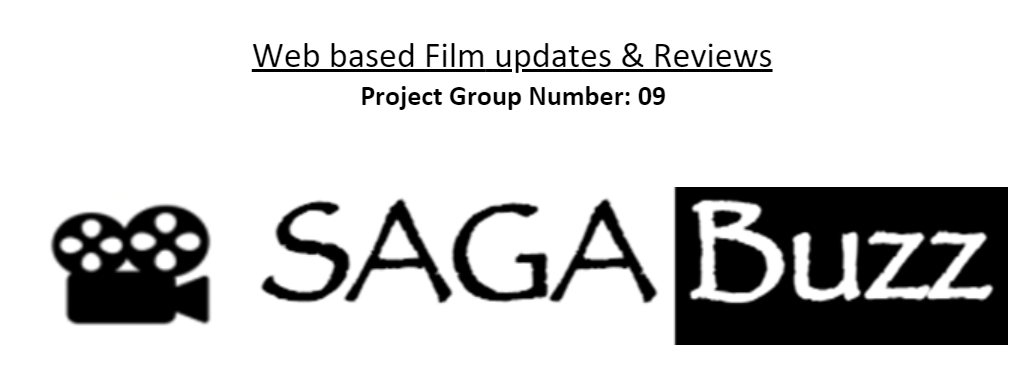 Web based Film updates & Reviews
Project Group Number: 09
SAGA Buzz